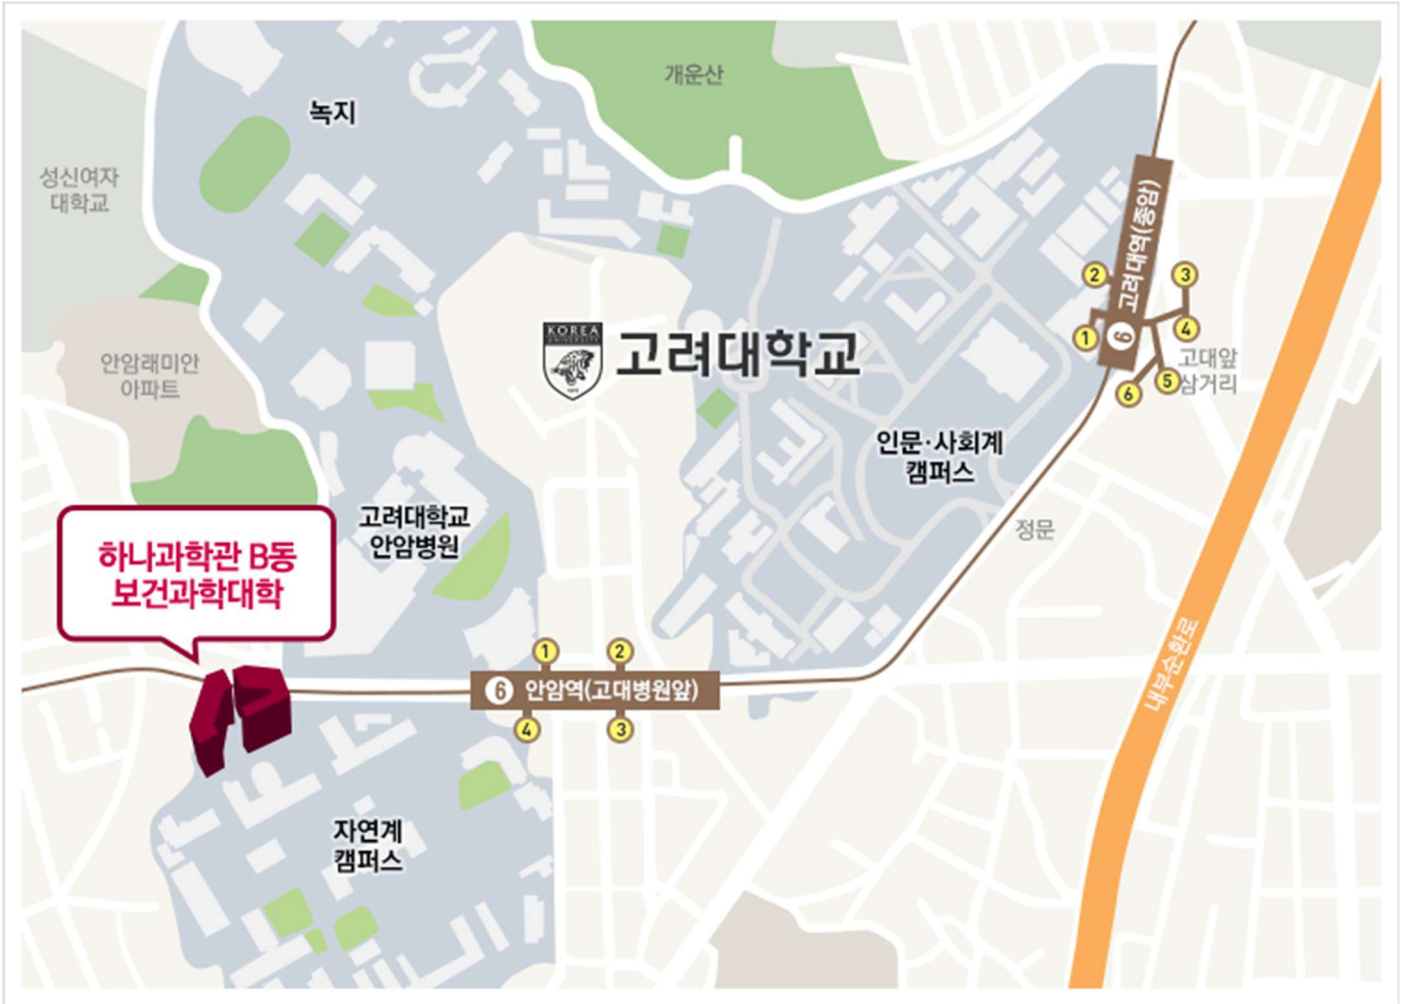 개운산
녹지
성신여자
대학교
고려대역(종암)
6
2
3
1
4
5
6
고대앞
삼거리
안암래미안
아파트
KOREA
UNIVERSITY
고려대학교
인문·사회계
캠퍼스
고려대학교
안암병원
정문
하나과학관 B동
보건과학대학
내부순환로
1
2
6 안암역(고대병원앞)
4
3
자연계
캠퍼스